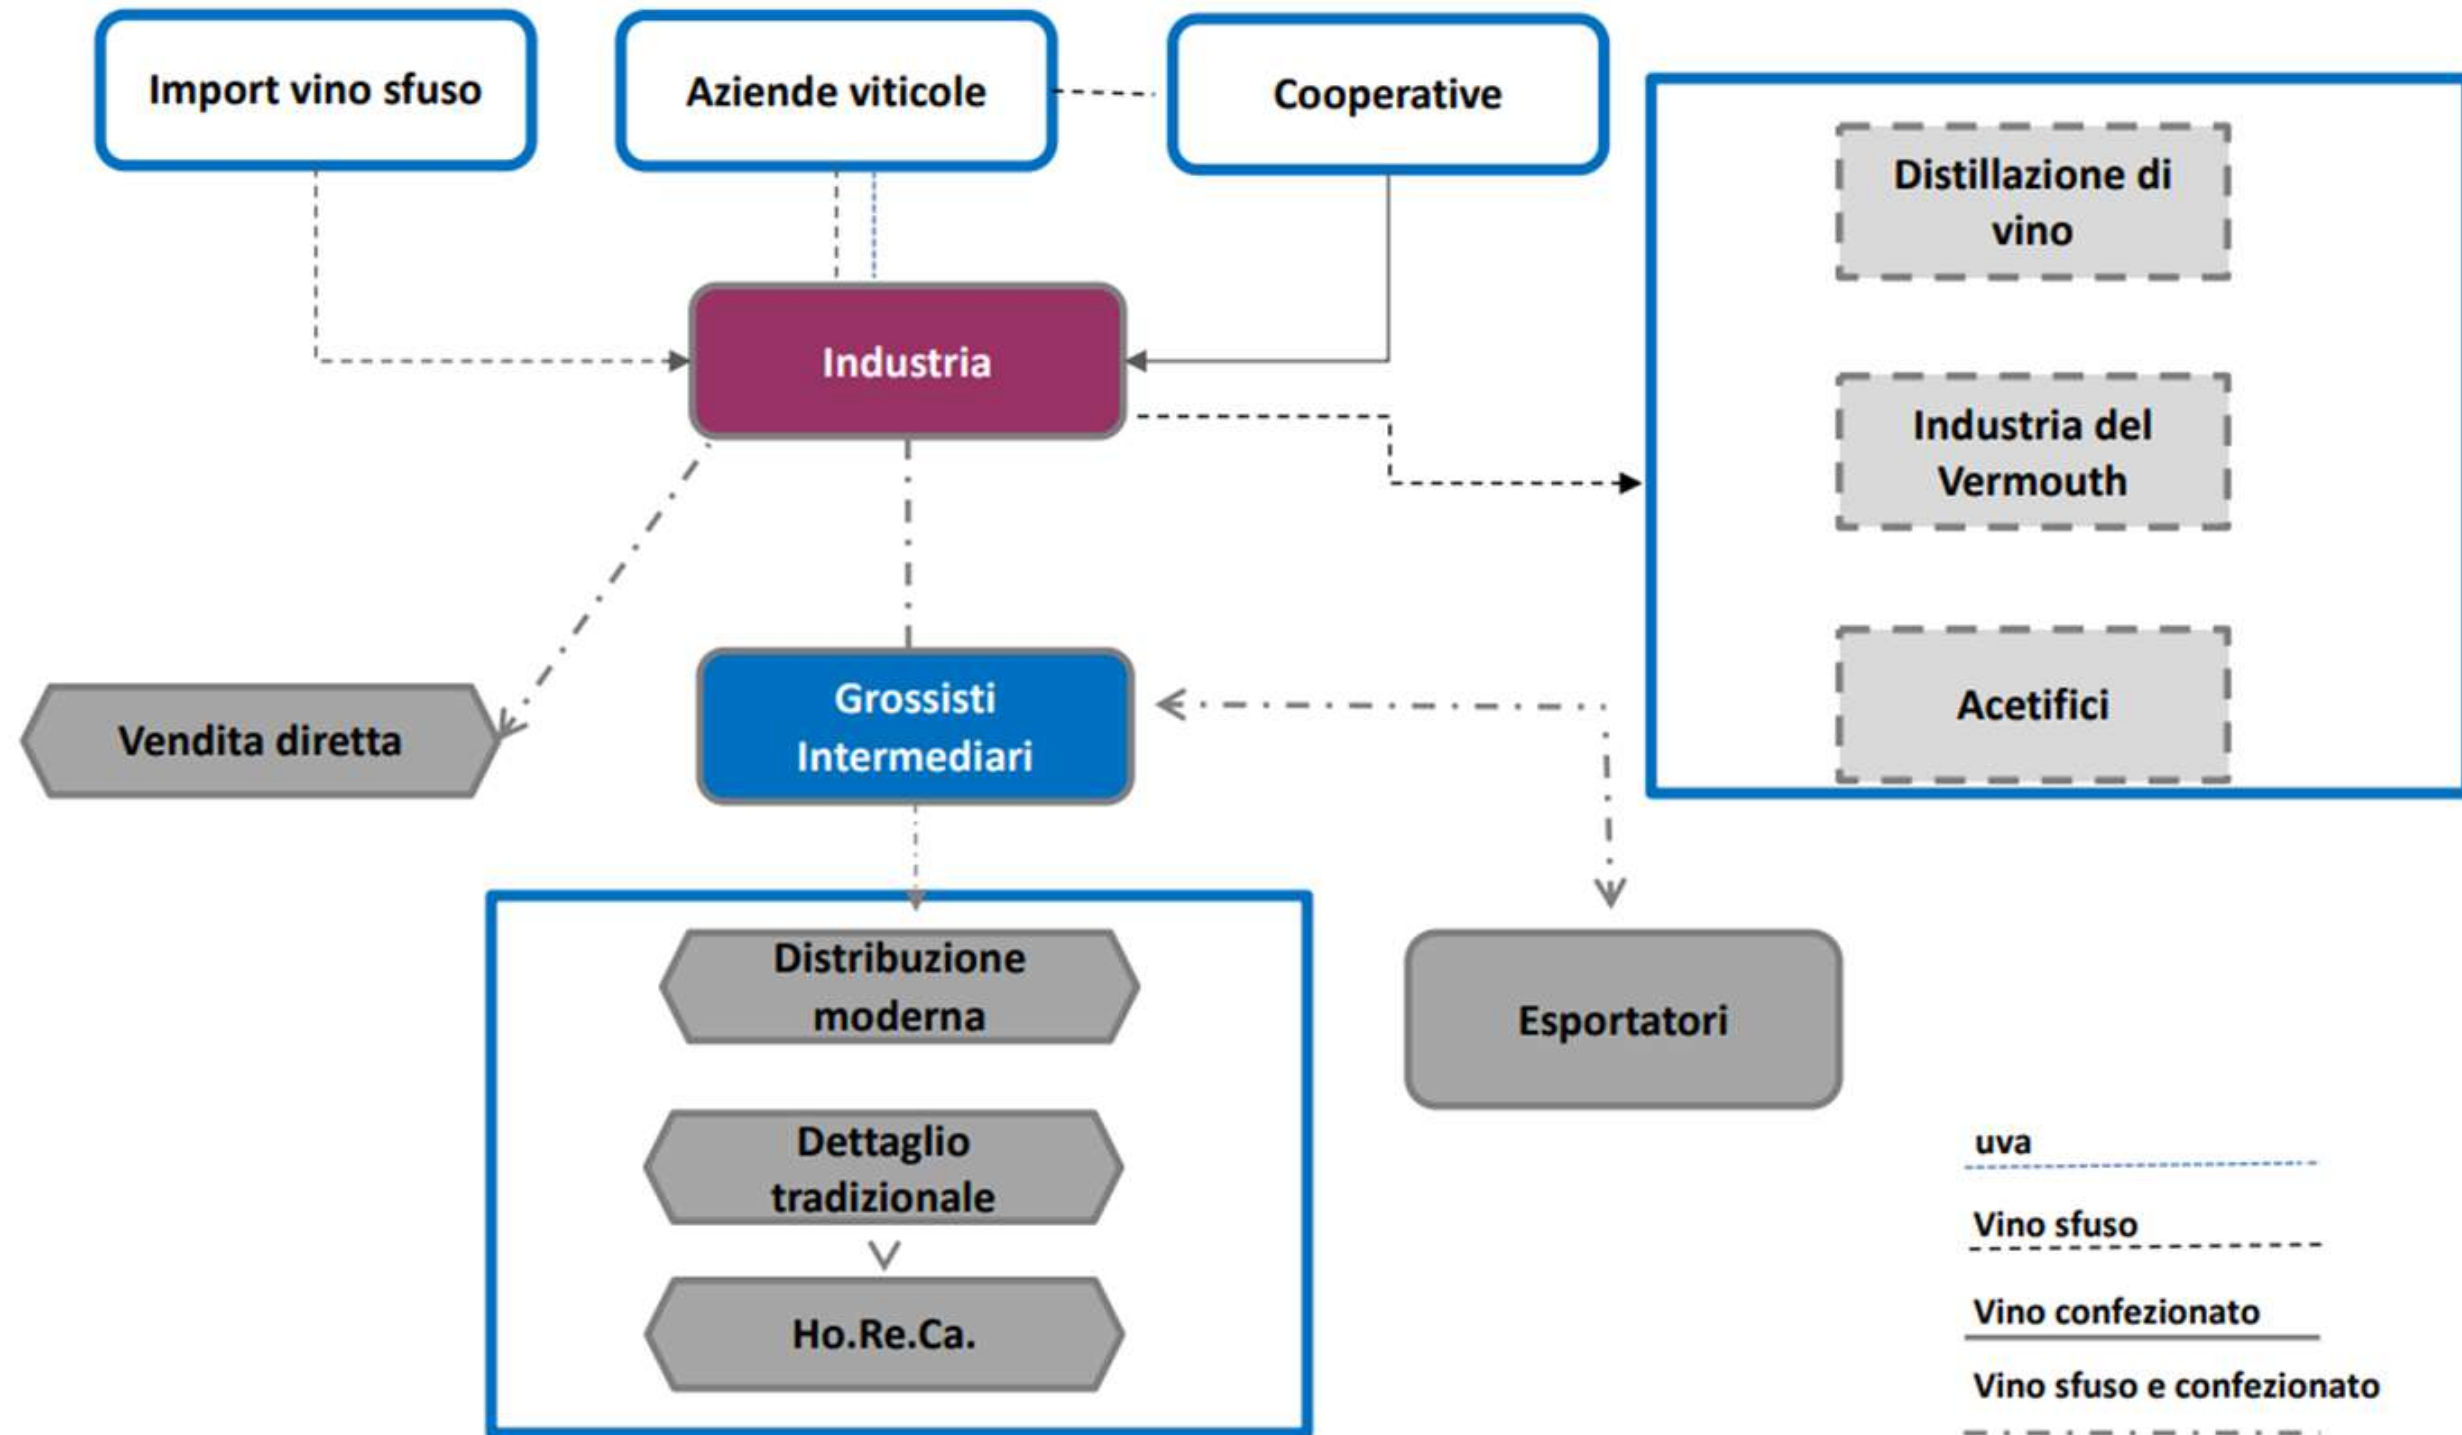 Import vino sfuso
Aziende viticole
Cooperative
Distillazione di
vino
Industria
Industria del
Vermouth
Grossisti
Intermediari
Vendita diretta
Acetifici
Distribuzione
moderna
Esportatori
Dettaglio
tradizionale
Ho.Re.Ca.
uva
Vino sfuso
Vino confezionato
Vino sfuso e confezionato